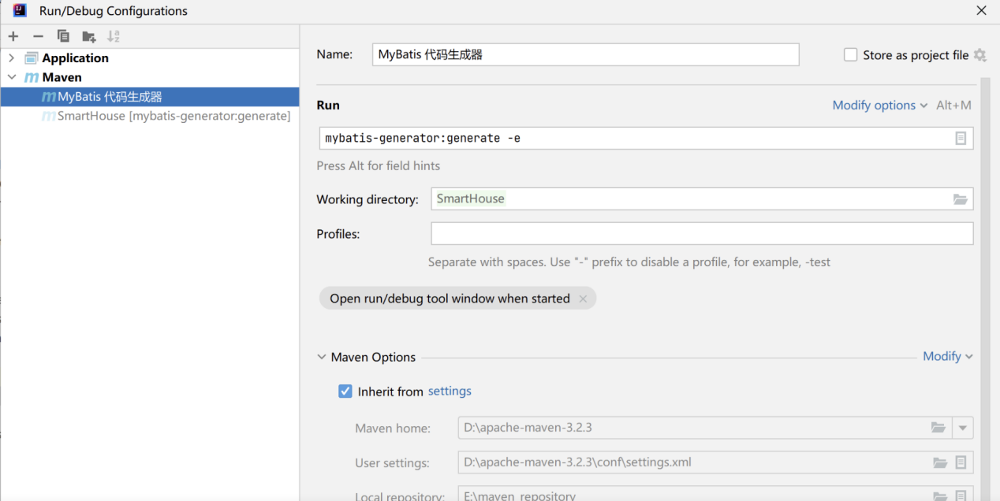 Run/Debug Configurations
Application
Maven
MyBatis 代码生成器
SmartHouse [mybatis-generator:generate]
Name: MyBatis 代码生成器 Store as project file
Run Modify options Alt+M
mybatis-generator:generate -e
Press Alt for field hints
Working directory: SmartHouse
Profiles:
Separate with spaces. Use "-" prefix to disable a profile, for example, -test
Open run/debug tool window when started
Maven Options Modify
Inherit from settings
Maven home: D:\apache-maven-3.2.3
User settings: D:\apache-maven-3.2.3\conf\settings.xml
Local repository: E:\maven_repository